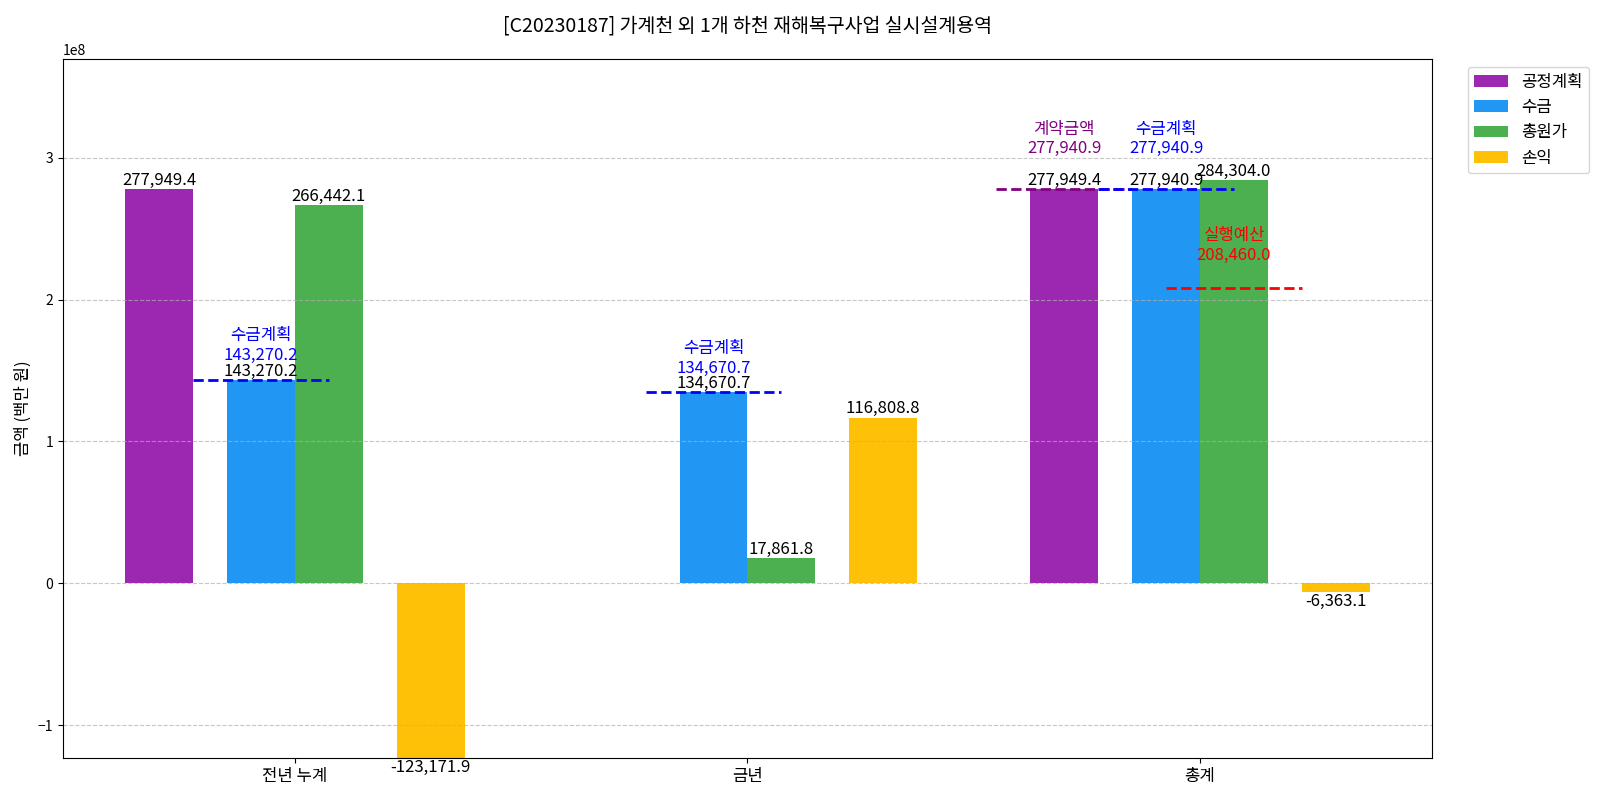 [C20230187] 가계천 외 1개 하천 재해복구사업 실시설계용역
1e8
공정계획
수금
총원가
손익
계약금액
277,940.9
수금계획
277,940.9
3
277,949.4
266,442.1
277,949.4
277,940.9
284,304.0
실행예산
208,460.0
2
수금계획
143,270.2
143,270.2
수금계획
134,670.7
134,670.7
116,808.8
금액 (백만 원)
1
17,861.8
0
-6,363.1
−1
-123,171.9
전년 누계
금년
총계